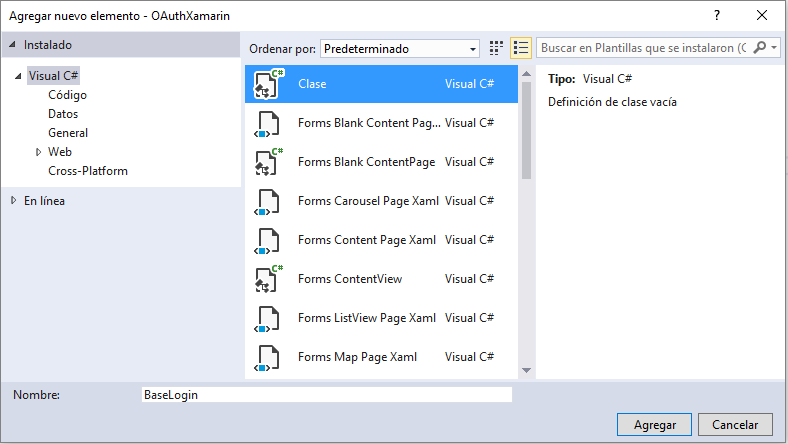 Agregar nuevo elemento - OAuthXamarin
? X
Instalado
Ordenar por: Predeterminado
Buscar en Plantillas que se instalaron (C
Visual C#
Código
Datos
General
Web
Cross-Platform
En línea
C# Clase Visual C#
Forms Blank Content Pag... Visual C#
C# Forms Blank ContentPage Visual C#
Forms Carousel Page Xaml Visual C#
Forms Content Page Xaml Visual C#
C# Forms ContentView Visual C#
Forms ListView Page Xaml Visual C#
Forms Map Page Xaml Visual C#
Tipo: Visual C#
Definición de clase vacía
Nombre: BaseLogin
Agregar Cancelar